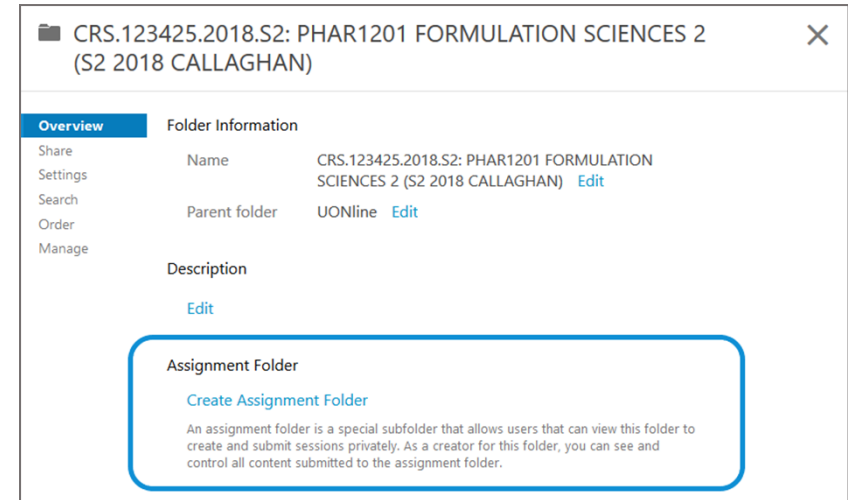 CRS.123425.2018.S2: PHAR1201 FORMULATION SCIENCES 2
(S2 2018 CALLAGHAN)
Overview
Share
Settings
Search
Order
Manage
Folder Information
Name CRS.123425.2018.S2: PHAR1201 FORMULATION
SCIENCES 2 (S2 2018 CALLAGHAN) Edit
Parent folder UONline Edit
Description
Edit
Assignment Folder
Create Assignment Folder
An assignment folder is a special subfolder that allows users that can view this folder to
create and submit sessions privately. As a creator for this folder, you can see and
control all content submitted to the assignment folder.